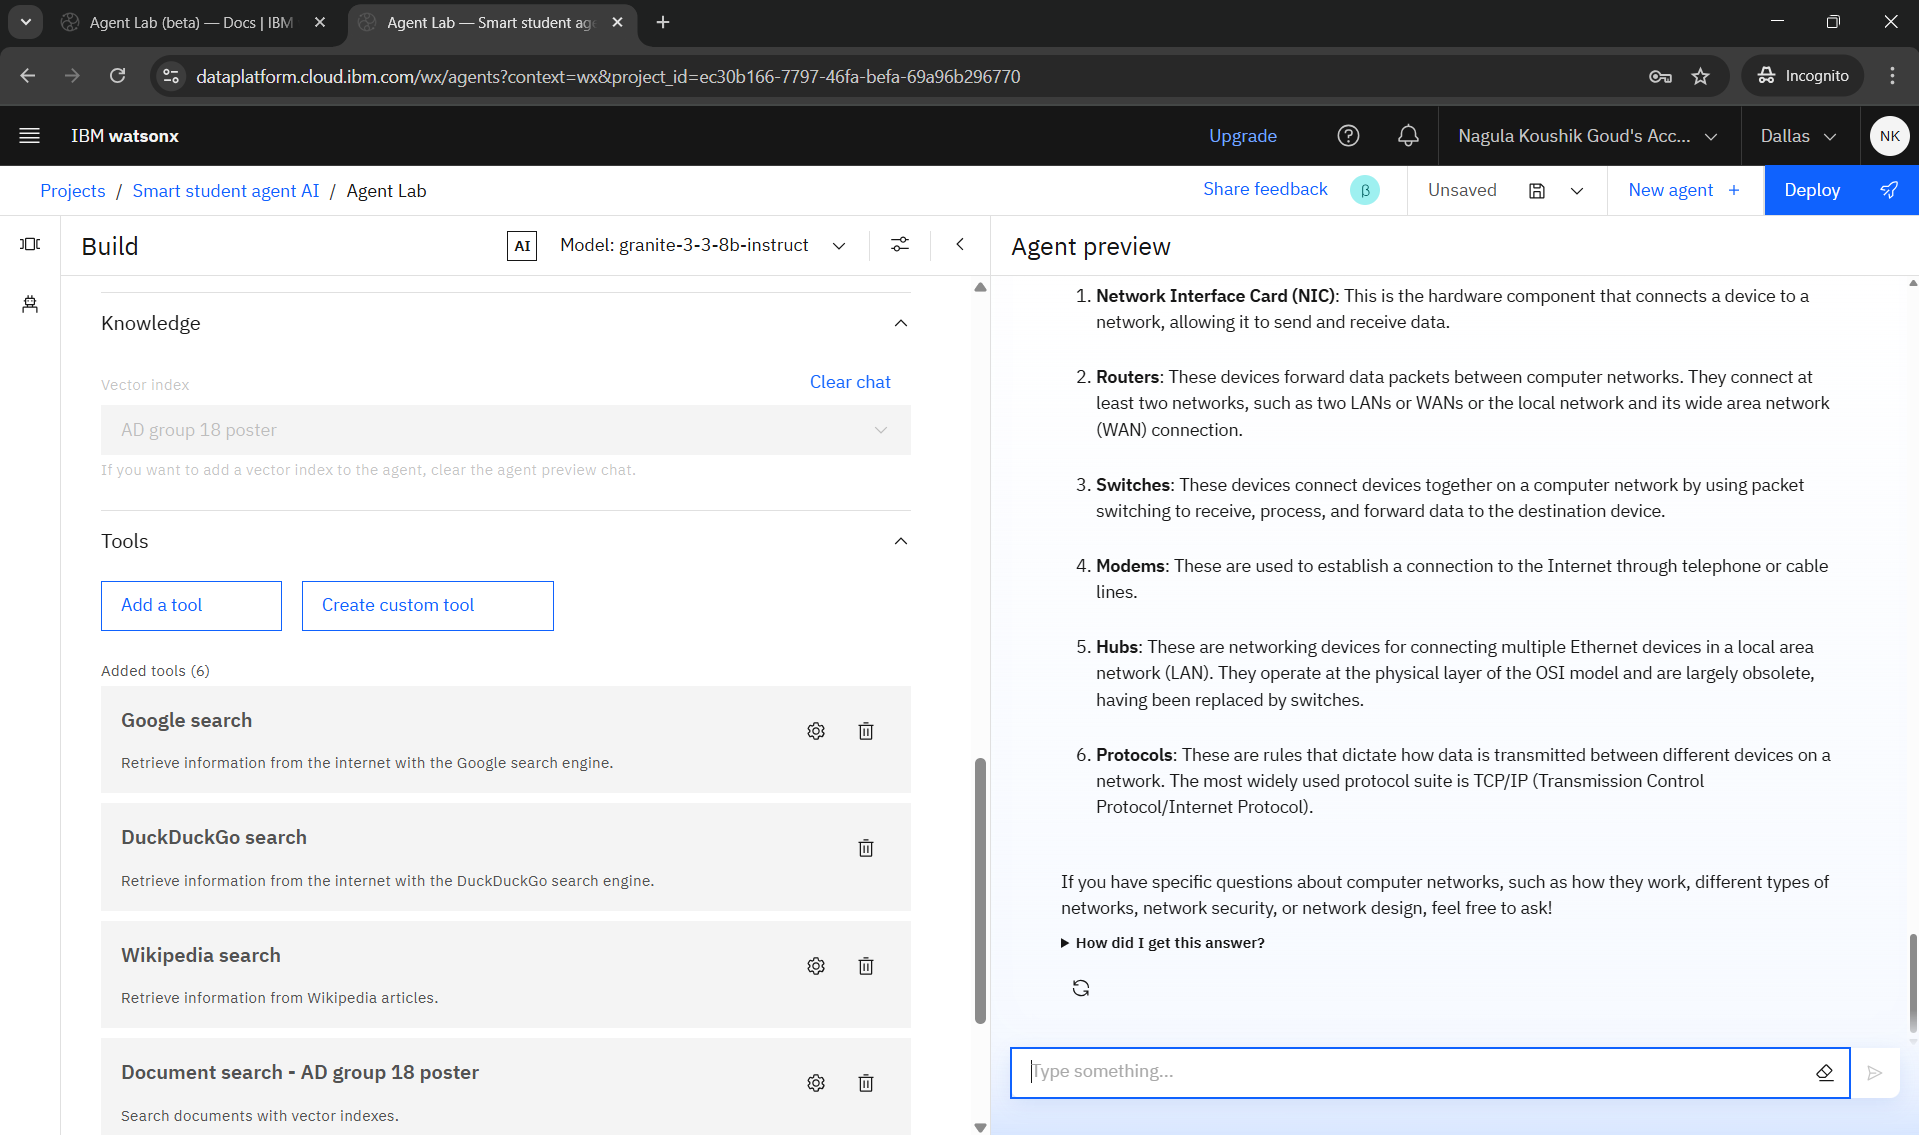 Agent Lab (beta) — Docs | IBM
Agent Lab — Smart student age
dataplatform.cloud.ibm.com/wx/agents?context=wx&project_id=ec30b166-7797-46fa-befa-69a96b296770
Incognito
IBM watsonx
Upgrade
Nagula Koushik Goud's Acc...
Dallas
NK
Projects / Smart student agent AI / Agent Lab
Share feedback
β
Unsaved
New agent +
Deploy
Build
AI
Model: granite-3-3-8b-instruct
Knowledge
Vector index
Clear chat
AD group 18 poster
If you want to add a vector index to the agent, clear the agent preview chat.
Tools
Add a tool
Create custom tool
Added tools (6)
Google search
Retrieve information from the internet with the Google search engine.
DuckDuckGo search
Retrieve information from the internet with the DuckDuckGo search engine.
Wikipedia search
Retrieve information from Wikipedia articles.
Document search - AD group 18 poster
Search documents with vector indexes.
Agent preview
1. Network Interface Card (NIC): This is the hardware component that connects a device to a
network, allowing it to send and receive data.
2. Routers: These devices forward data packets between computer networks. They connect at
least two networks, such as two LANs or WANs or the local network and its wide area network
(WAN) connection.
3. Switches: These devices connect devices together on a computer network by using packet
switching to receive, process, and forward data to the destination device.
4. Modems: These are used to establish a connection to the Internet through telephone or cable
lines.
5. Hubs: These are networking devices for connecting multiple Ethernet devices in a local area
network (LAN). They operate at the physical layer of the OSI model and are largely obsolete,
having been replaced by switches.
6. Protocols: These are rules that dictate how data is transmitted between different devices on a
network. The most widely used protocol suite is TCP/IP (Transmission Control
Protocol/Internet Protocol).
If you have specific questions about computer networks, such as how they work, different types of
networks, network security, or network design, feel free to ask!
How did I get this answer?
Type something...